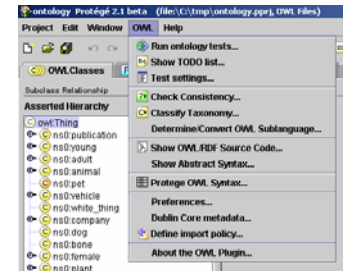 ontology Protégé 2.1 beta (file:\C:\tmp\ontology.pprj, OWL Files)
Project Edit Window OWL Help
OWL Classes
Subclass Relationship
Asserted Hierarchy
owl:Thing
ns0:publication
ns0:young
ns0:adult
ns0:animal
ns0:pet
ns0:vehicle
ns0:white_thing
ns0:company
ns0:dog
ns0:bone
ns0:female
ns0:plant
Run ontology tests...
Show TODO list...
Test settings...
Check Consistency...
Classify Taxonomy...
Determine/Convert OWL Sublanguage...
Show OWL/RDF Source Code...
Show Abstract Syntax...
Protege OWL Syntax...
Preferences...
Dublin Core metadata...
Define import policy...
About the OWL Plugin...